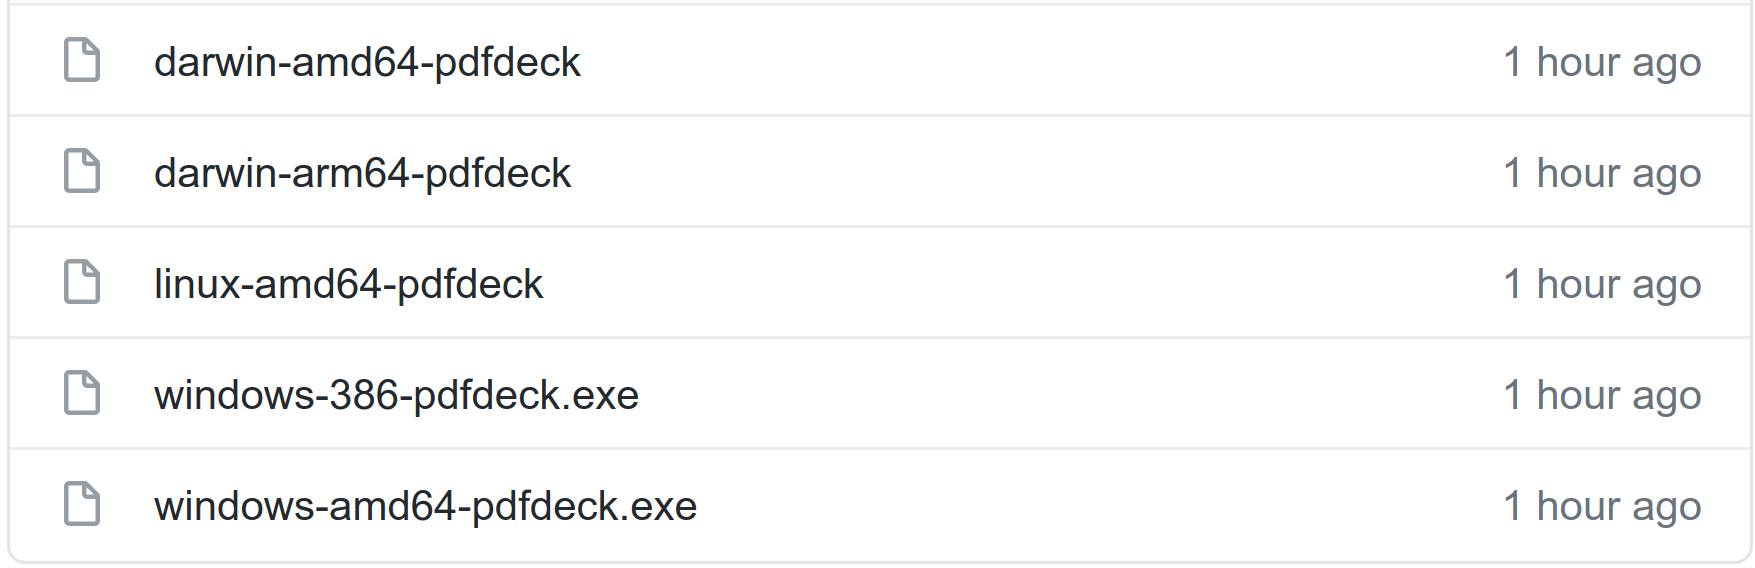 darwin-amd64-pdfdeck 1 hour ago
darwin-arm64-pdfdeck 1 hour ago
linux-amd64-pdfdeck 1 hour ago
windows-386-pdfdeck.exe 1 hour ago
windows-amd64-pdfdeck.exe 1 hour ago